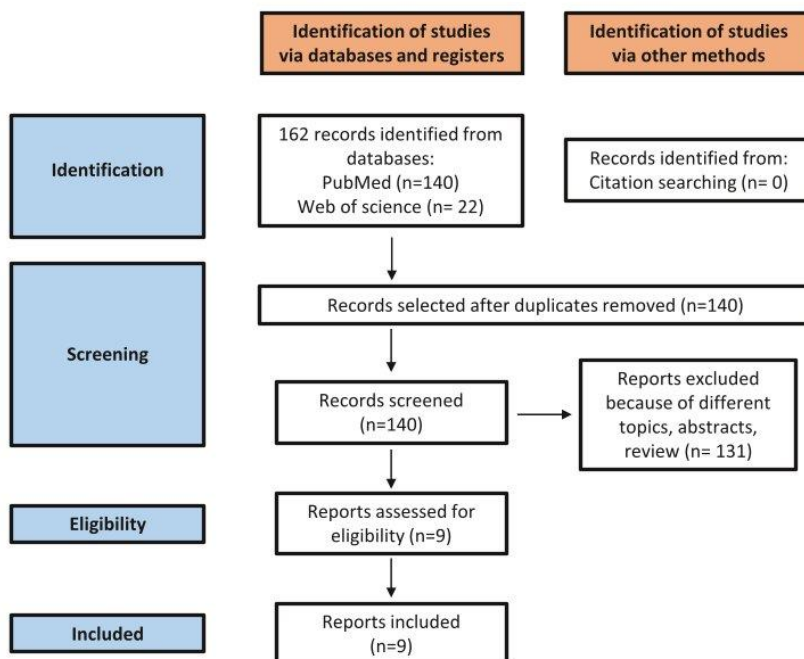 Identification of studies
via databases and registers
Identification of studies
via other methods
Identification
162 records identified from
databases:
PubMed (n=140)
Web of science (n= 22)
Records identified from:
Citation searching (n= 0)
Screening
Records selected after duplicates removed (n=140)
Records screened
(n=140)
Reports excluded
because of different
topics, abstracts,
review (n= 131)
Eligibility
Reports assessed for
eligibility (n=9)
Included
Reports included
(n=9)